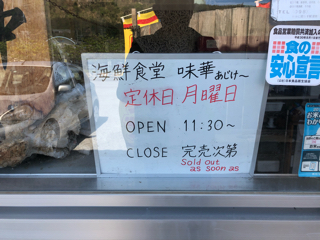 海鮮食堂 味華あじけ～
定休日 月曜日
OPEN 11:30～
CLOSE 完売次第
Sold out
as soon as
食の
安心宣言